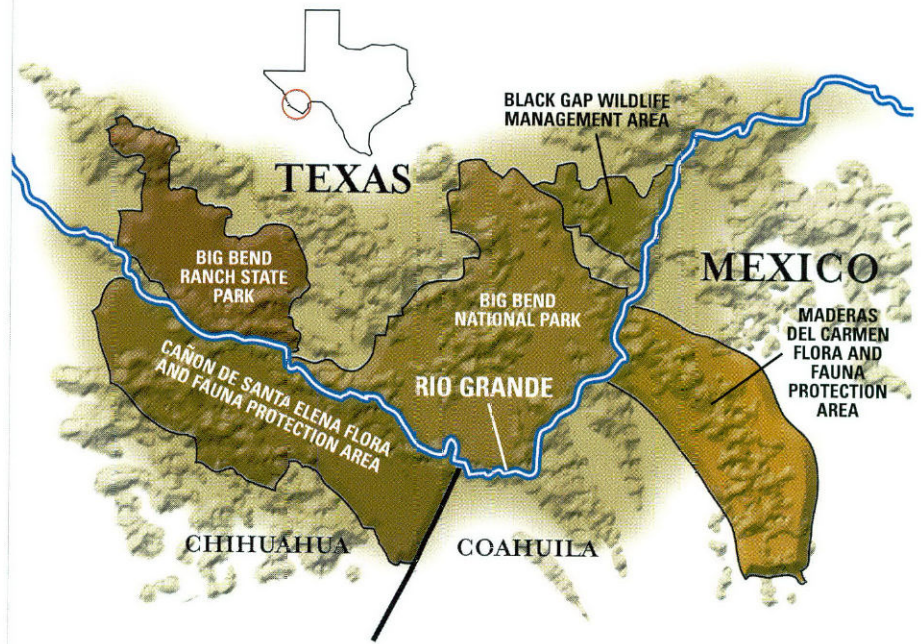 TEXAS
BLACK GAP WILDLIFE
MANAGEMENT AREA
BIG BEND
RANCH STATE
PARK
BIG BEND
NATIONAL PARK
MEXICO
MADERAS
DEL CARMEN
FLORA AND
FAUNA
PROTECTION
AREA
CAÑON DE SANTA ELENA FLORA
AND FAUNA PROTECTION AREA
RIO GRANDE
CHIHUAHUA
COAHUILA